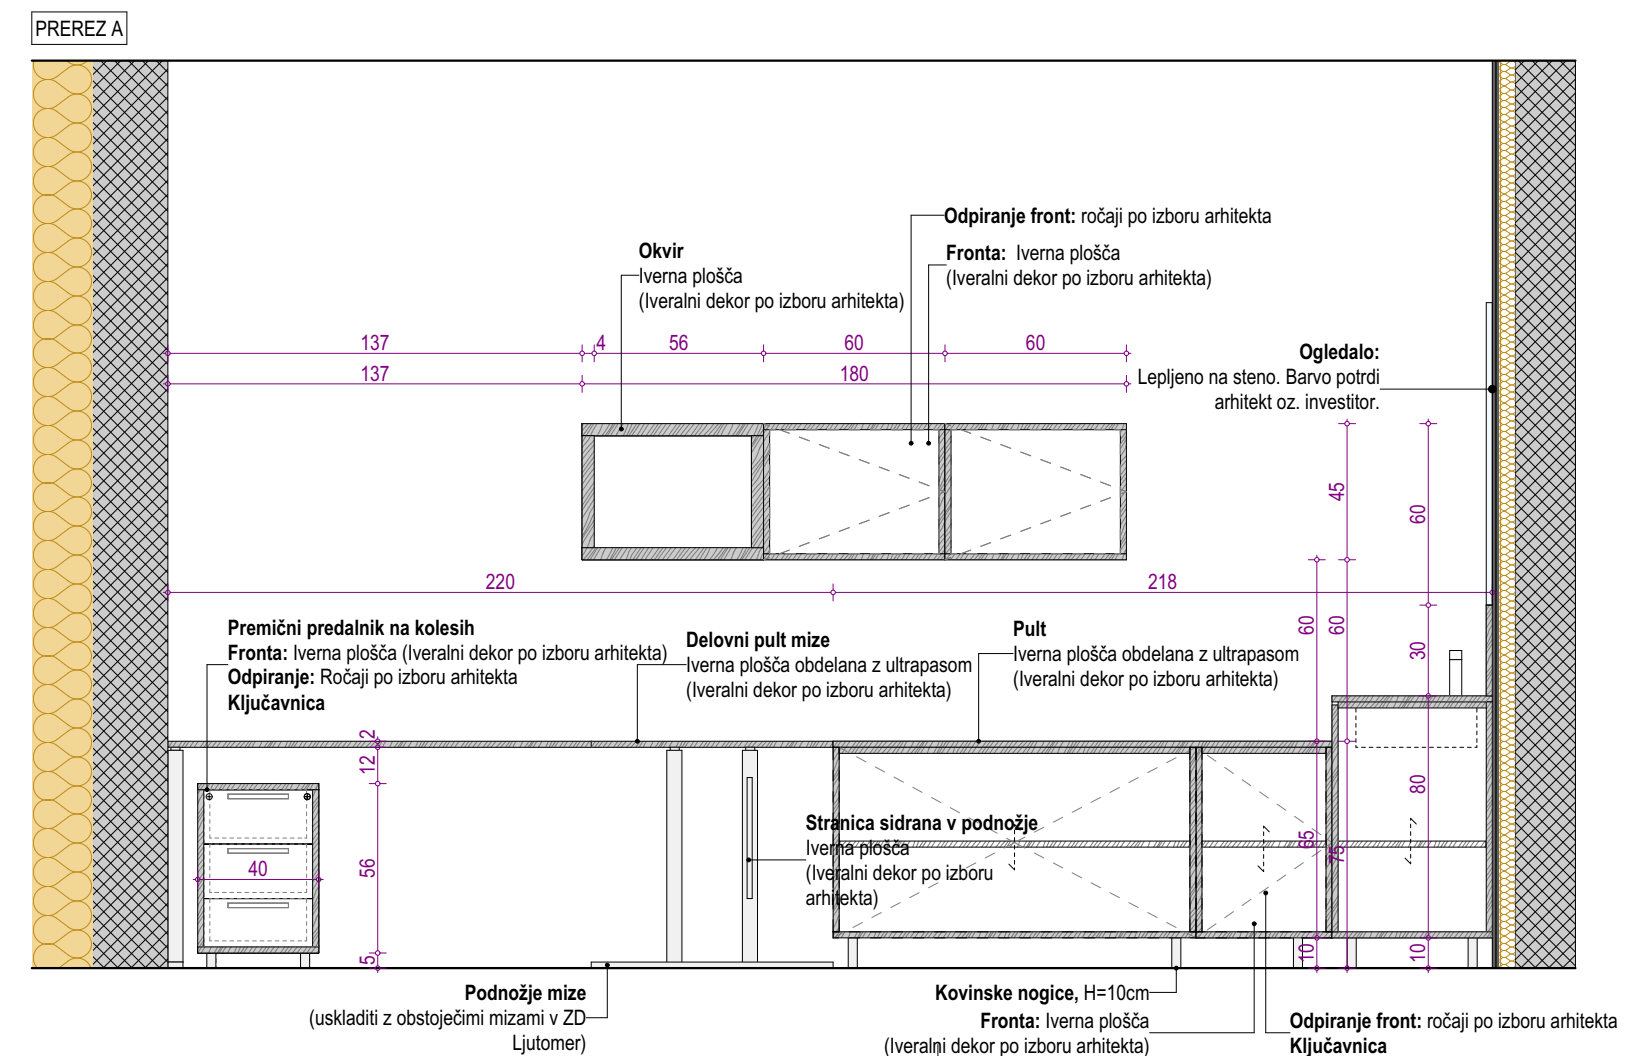 PREREZ A
Odpiranje front: ročaji po izboru arhitekta
Okvir
Iverna plošča
(Iveralni dekor po izboru arhitekta)
Fronta: Iverna plošča
(Iveralni dekor po izboru arhitekta)
137
4
56
60
60
137
180
Ogledalo:
Lepljeno na steno. Barvo potrdi
arhitekt oz. investitor.
45
60
220
218
60
60
30
Premični predalnik na kolesih
Fronta: Iverna plošča (Iveralni dekor po izboru arhitekta)
Odpiranje: Ročaji po izboru arhitekta
Ključavnica
Delovni pult mize
Iverna plošča obdelana z ultrapasom
(Iveralni dekor po izboru arhitekta)
Pult
Iverna plošča obdelana z ultrapasom
(Iveralni dekor po izboru arhitekta)
2
12
56
5
40
Stranica sidrana v podnožje
Iverna plošča
(Iveralni dekor po izboru
arhitekta)
65
75
80
10
10
Podnožje mize
(uskladiti z obstoječimi mizami v ZD
Ljutomer)
Kovinske nogice, H=10cm
Fronta: Iverna plošča
(Iveralni dekor po izboru arhitekta)
Odpiranje front: ročaji po izboru arhitekta
Ključavnica